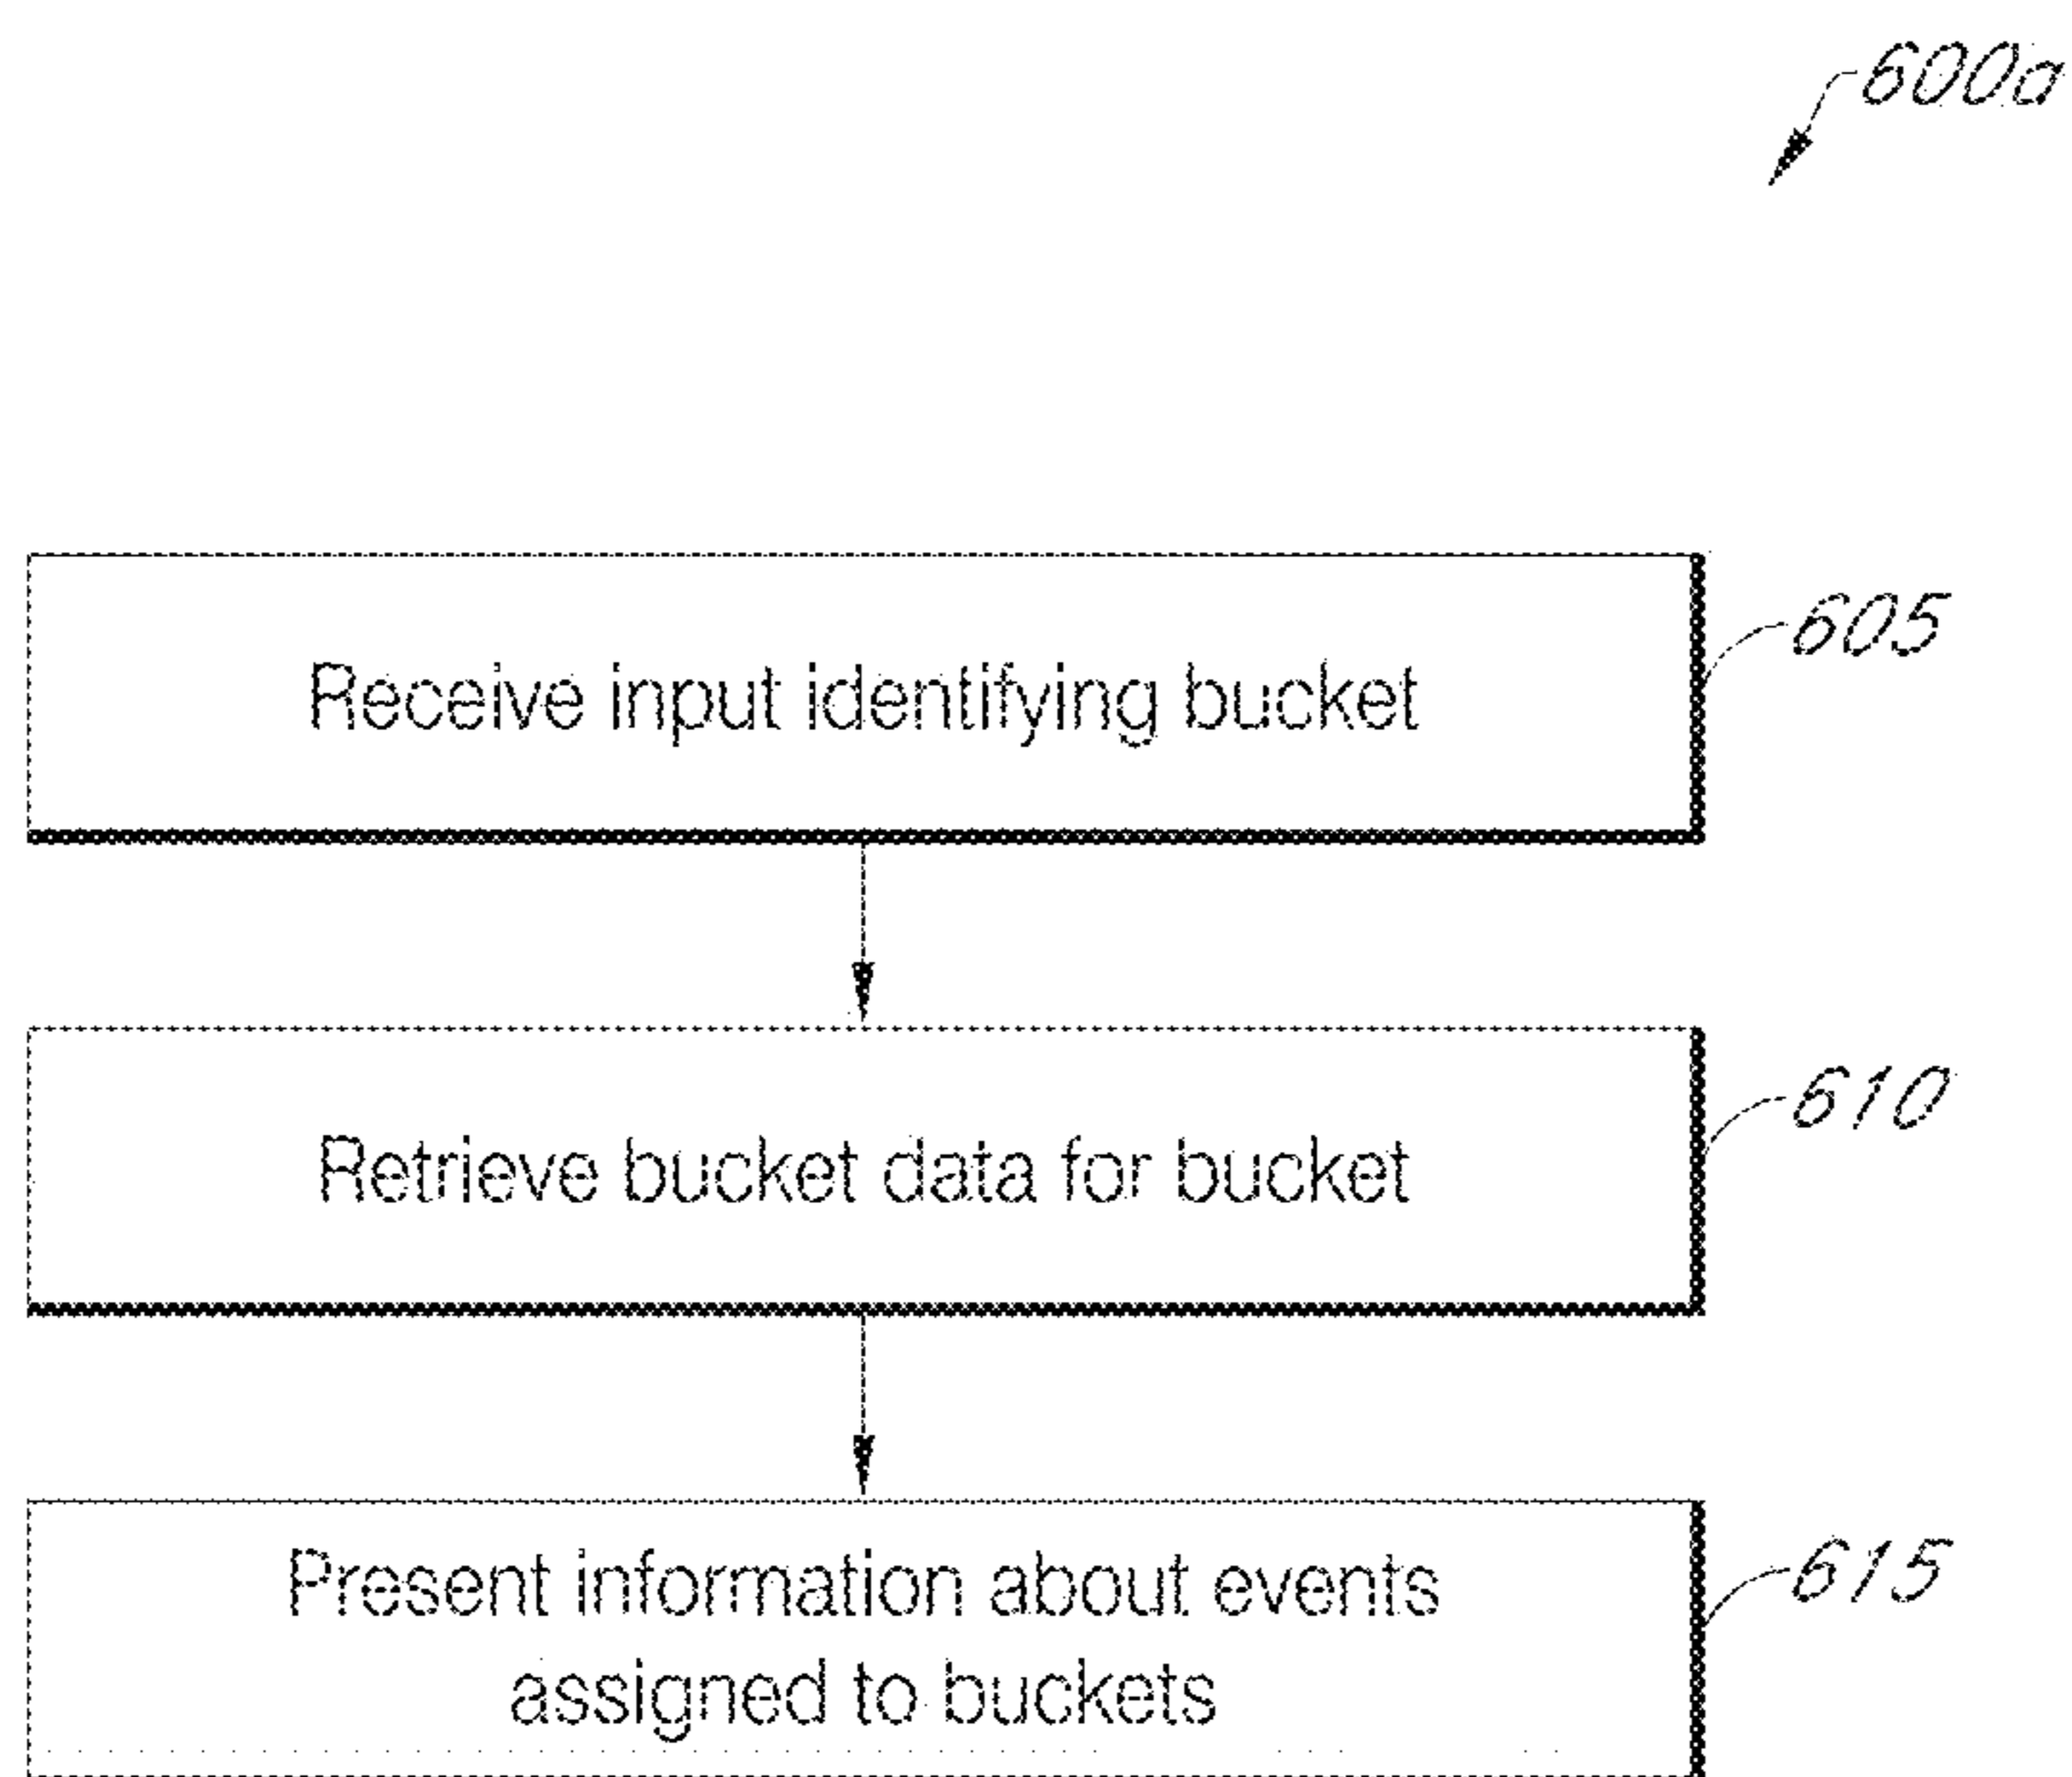 600a
Receive input identifying bucket
605
Retrieve bucket data for bucket
610
Present information about events
assigned to buckets
615